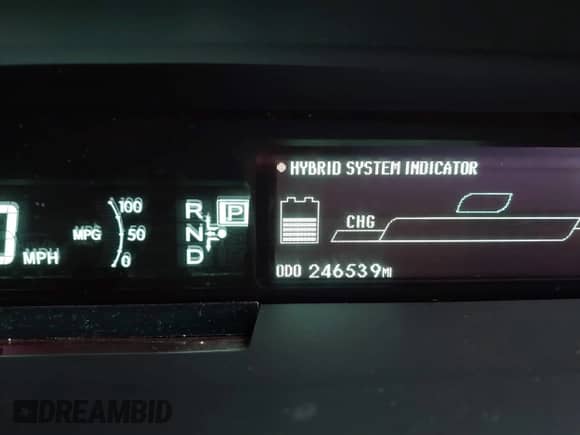 HYBRID SYSTEM INDICATOR
100
MPG 50
0
MPH
R
P
N
D
CHG
ODO 246539MI
DREAMBID